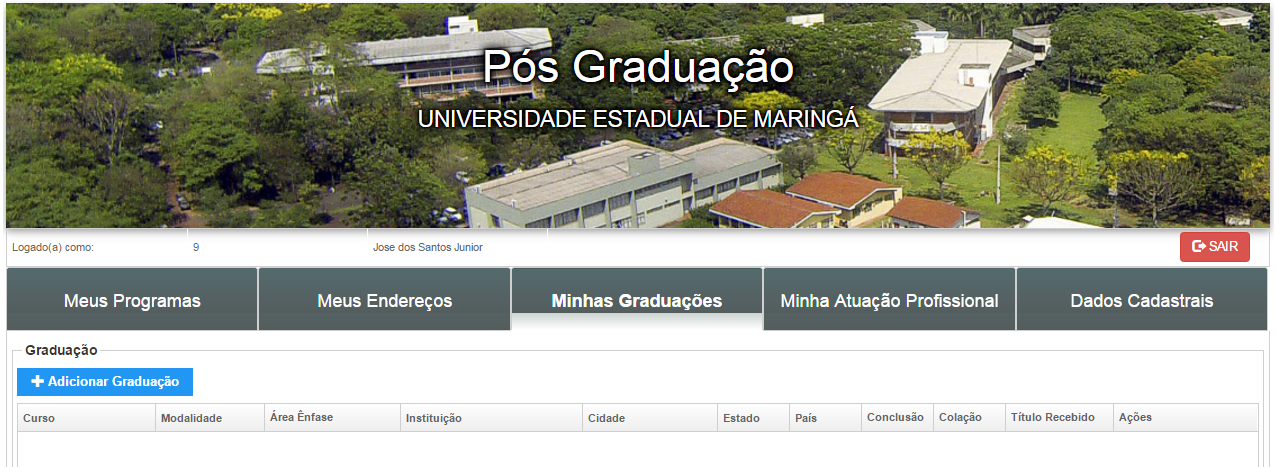 Pós Graduação
UNIVERSIDADE ESTADUAL DE MARINGÁ
Logado(a) como: 9 Jose dos Santos Junior SAIR
Meus Programas Meus Endereços Minhas Graduações Minha Atuação Profissional Dados Cadastrais
Graduação
Adicionar Graduação
Curso Modalidade Área Ênfase Instituição Cidade Estado País Conclusão Colação Título Recebido Ações